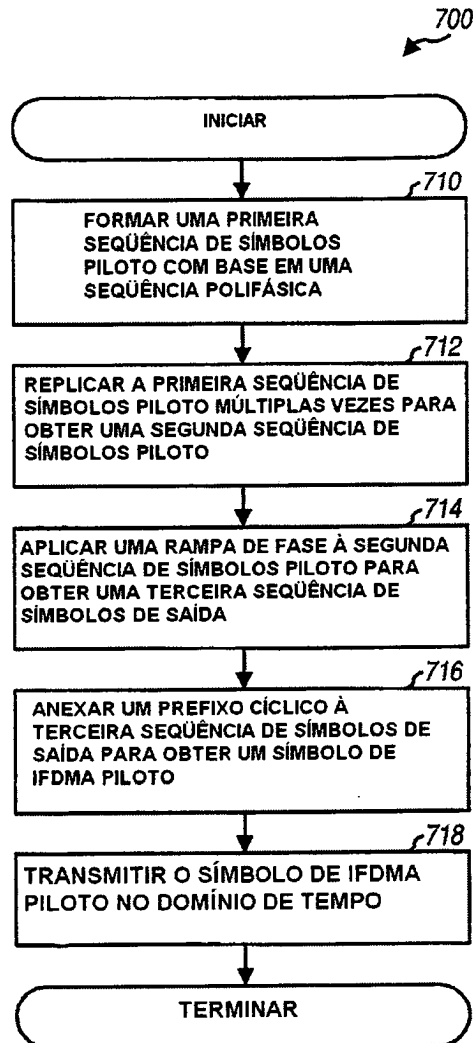 700
INICIAR
710
FORMAR UMA PRIMEIRA
SEQÜÊNCIA DE SÍMBOLOS
PILOTO COM BASE EM UMA
SEQÜÊNCIA POLIFÁSICA
712
REPLICAR A PRIMEIRA SEQÜÊNCIA DE
SÍMBOLOS PILOTO MÚLTIPLAS VEZES PARA
OBTER UMA SEGUNDA SEQÜÊNCIA DE
SÍMBOLOS PILOTO
714
APLICAR UMA RAMPA DE FASE À SEGUNDA
SEQÜÊNCIA DE SÍMBOLOS PILOTO PARA
OBTER UMA TERCEIRA SEQÜÊNCIA DE
SÍMBOLOS DE SAÍDA
716
ANEXAR UM PREFIXO CÍCLICO À
TERCEIRA SEQÜÊNCIA DE SÍMBOLOS DE
SAÍDA PARA OBTER UM SÍMBOLO DE
IFDMA PILOTO
718
TRANSMITIR O SÍMBOLO DE IFDMA
PILOTO NO DOMÍNIO DE TEMPO
TERMINAR